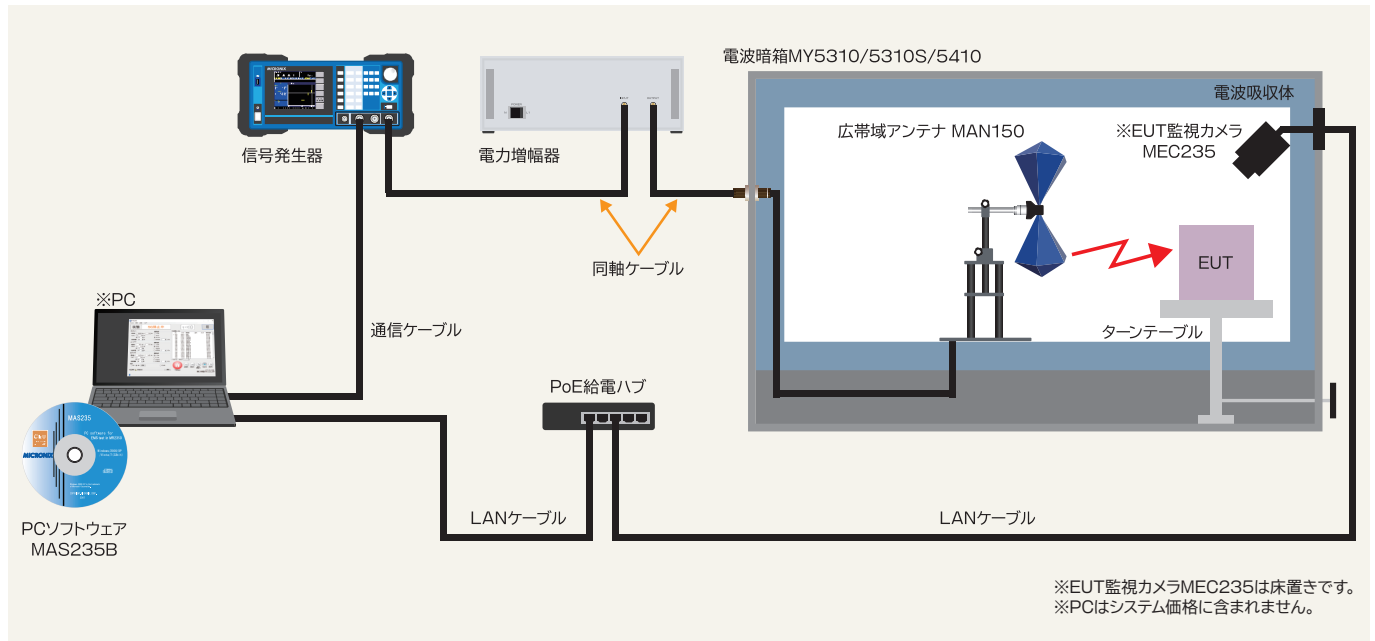 電波暗箱MY5310/5310S/5410
電波吸収体
広帯域アンテナ MAN150
※EUT監視カメラ
MEC235
MICRONIX
信号発生器
電力増幅器
同軸ケーブル
EUT
ターンテーブル
※PC
通信ケーブル
PoE給電ハブ
MAS235
MICRONIX
LANケーブル
LANケーブル
PCソフトウェア
MAS235B
※EUT監視カメラMEC235は床置きです。
※PCはシステム価格に含まれません。